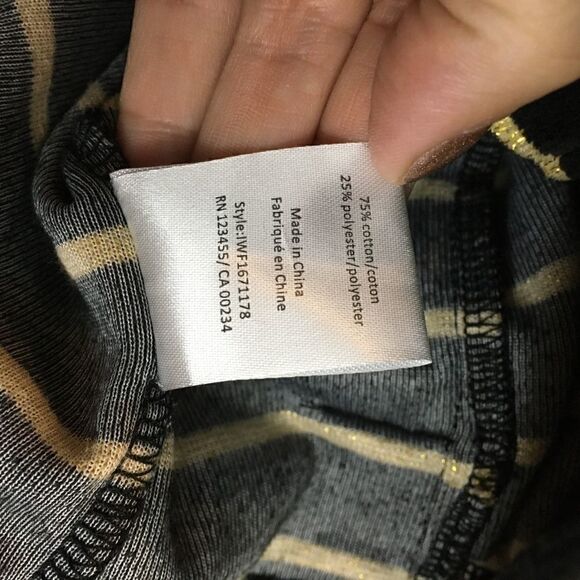 75% cotton/coton
25% polyester/polyester
Made in China
Fabriqué en Chine
Style:IWF1671178
RN 123455/ CA 00234